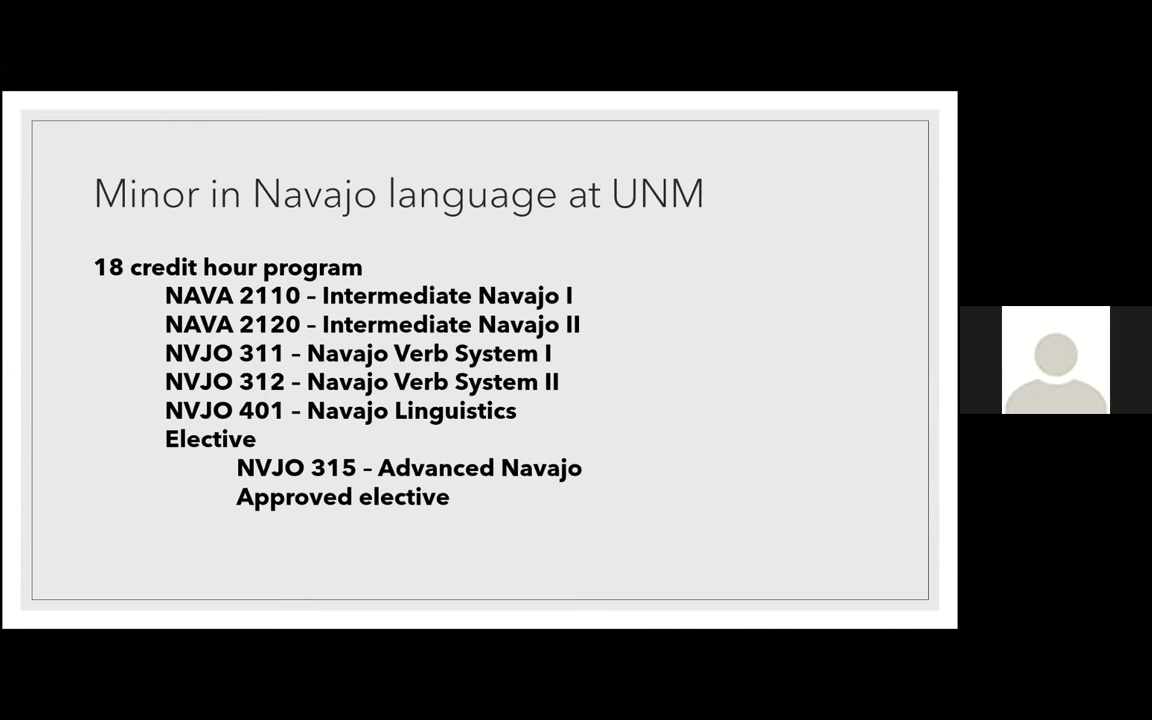 Minor in Navajo language at UNM
18 credit hour program
NAVA 2110 – Intermediate Navajo I
NAVA 2120 – Intermediate Navajo II
NVJO 311 – Navajo Verb System I
NVJO 312 – Navajo Verb System II
NVJO 401 – Navajo Linguistics
Elective
NVJO 315 – Advanced Navajo
Approved elective